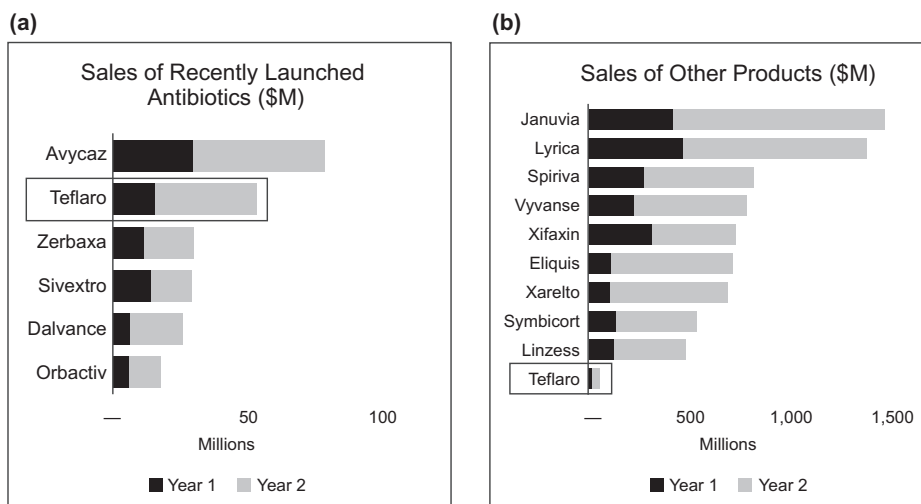 (a)
Sales of Recently Launched
Antibiotics ($M)
Avycaz
Teflaro
Zerbaxa
Sivextro
Dalvance
Orbactiv
— 50 100
Millions
Year 1 Year 2
(b)
Sales of Other Products ($M)
Januvia
Lyrica
Spiriva
Vyvanse
Xifaxin
Eliquis
Xarelto
Symbicort
Linzess
Teflaro
— 500 1,000 1,500
Millions
Year 1 Year 2